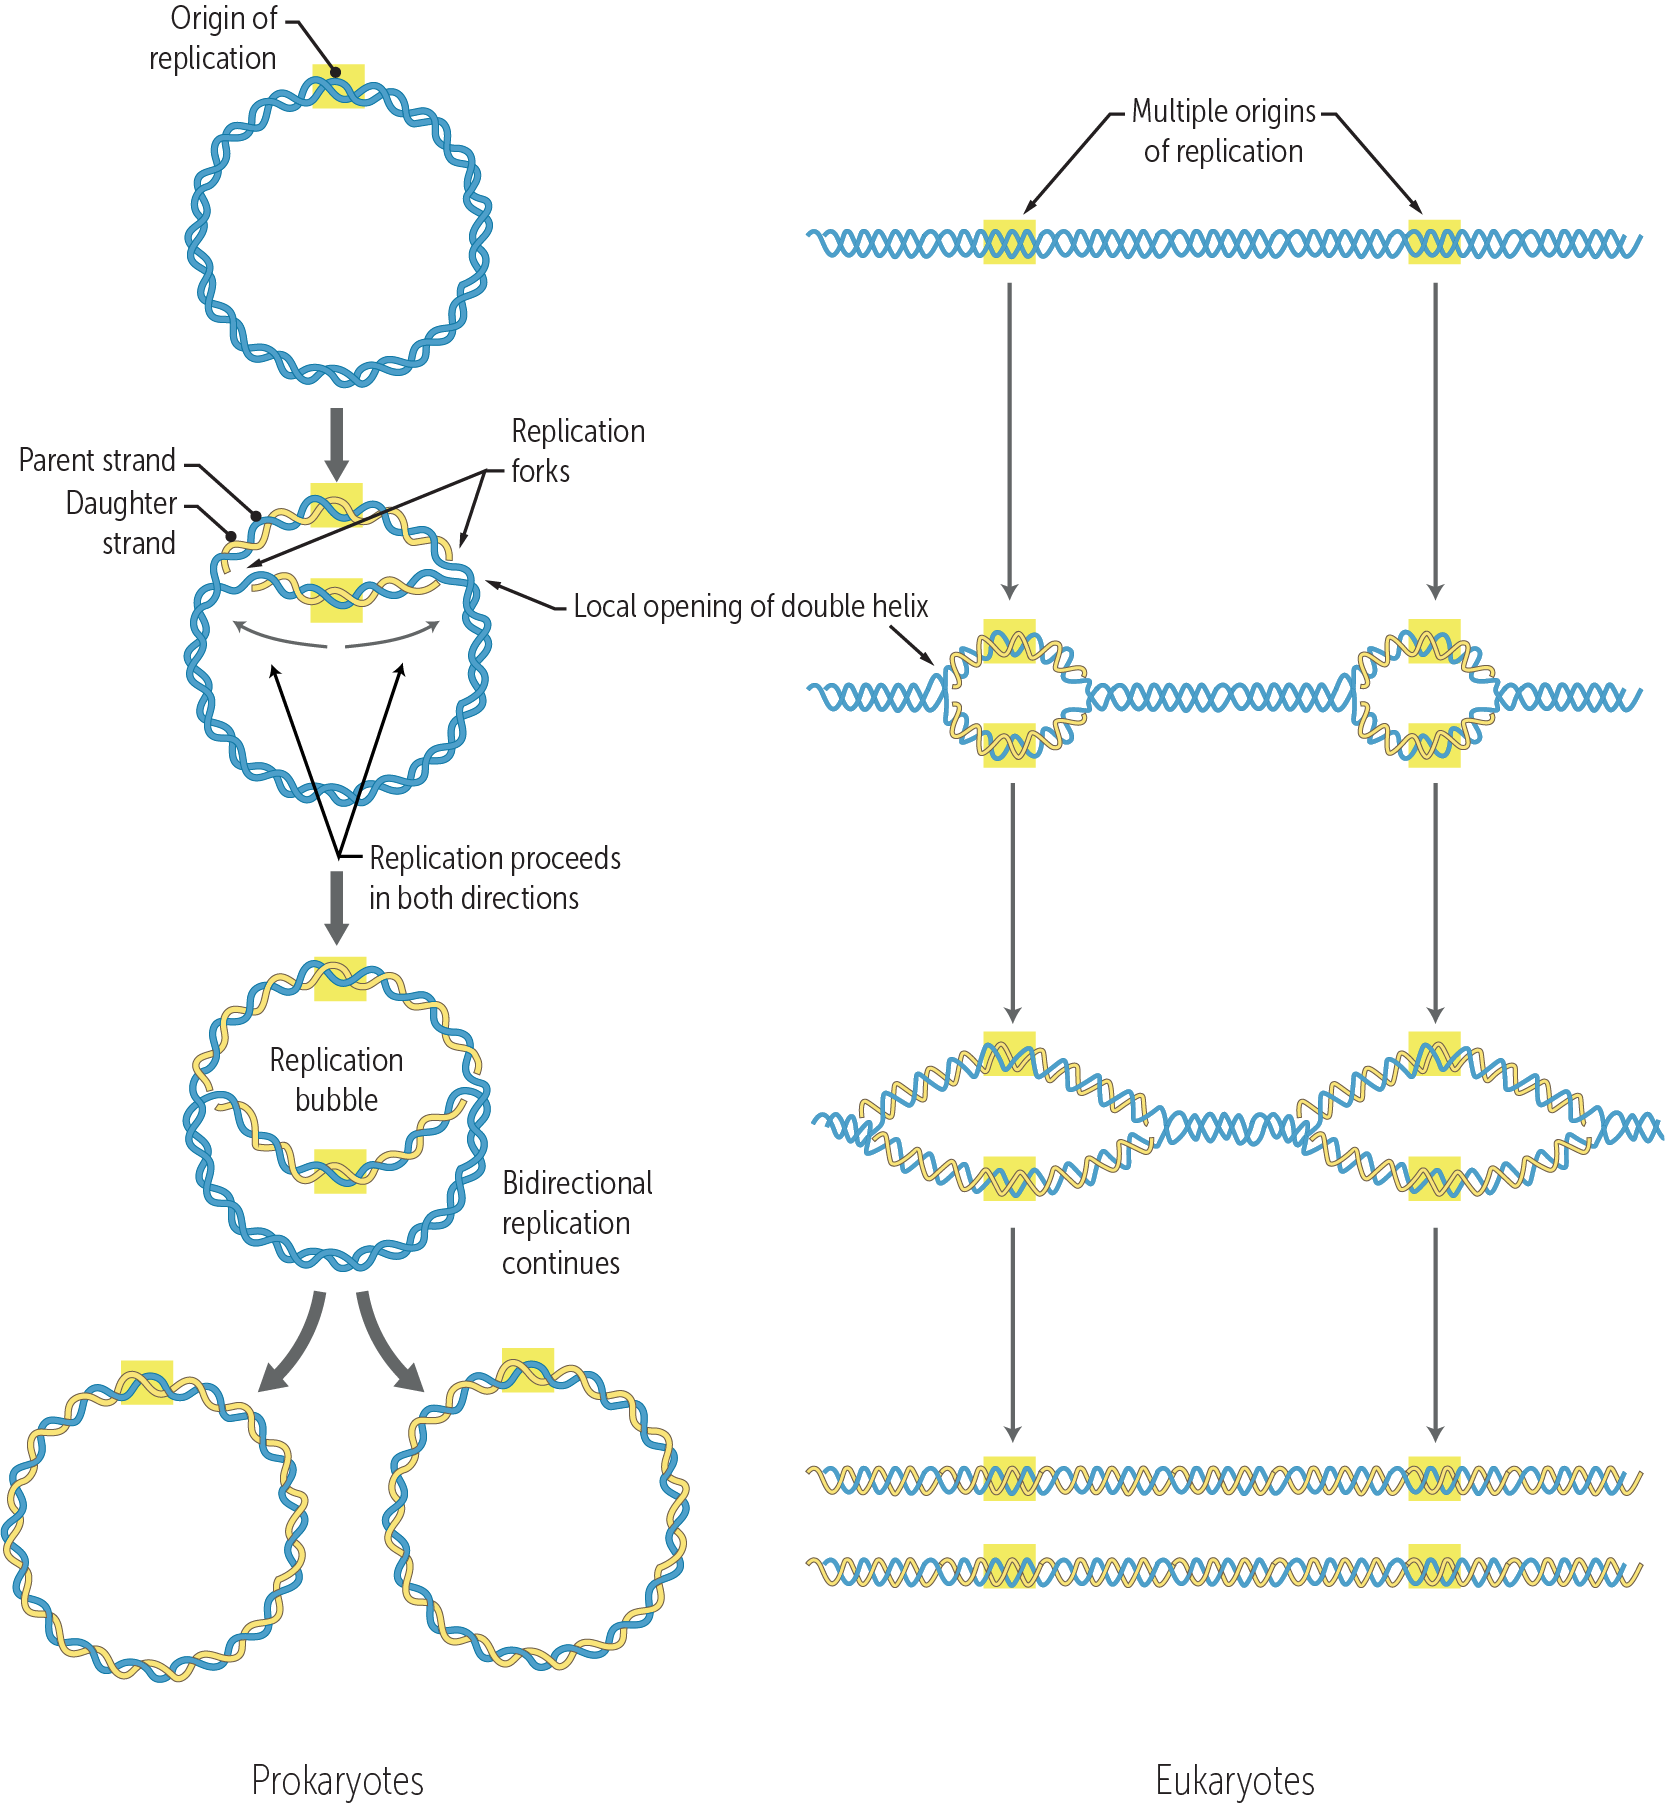 Origin of
replication
Multiple origins
of replication
Parent strand
Daughter
strand
Replication
forks
Local opening of double helix
Replication proceeds
in both directions
Replication
bubble
Bidirectional
replication
continues
Prokaryotes
Eukaryotes